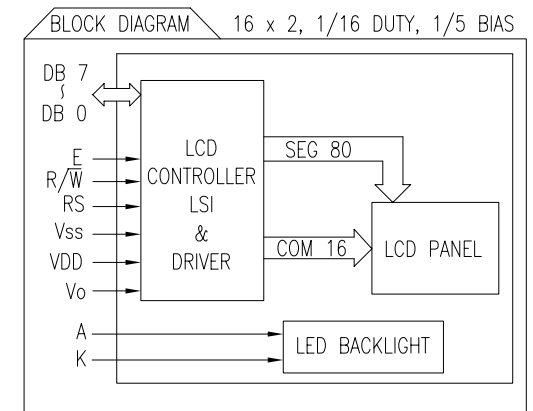 BLOCK DIAGRAM 16 x 2, 1/16 DUTY, 1/5 BIAS
DB 7
~
DB 0
E
R/W̅
RS
Vss
VDD
Vo
A
K
LCD
CONTROLLER
LSI
&
DRIVER
SEG 80
COM 16
LCD PANEL
LED BACKLIGHT